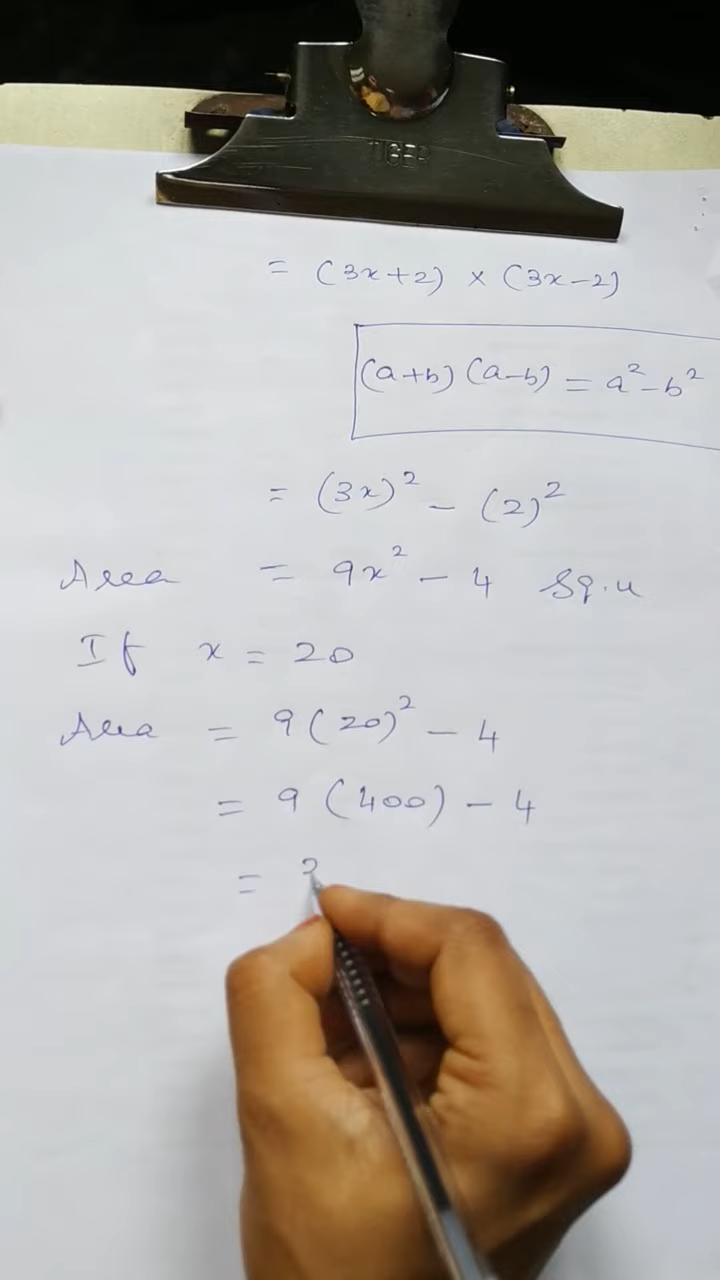 TIGER
= (3x+2) × (3x-2)
(a+b) (a-b) = a² - b²
= (3x)² - (2)²
Area = 9x² - 4 Sq.u
If x = 20
Area = 9(20)² - 4
= 9 (400) - 4
=